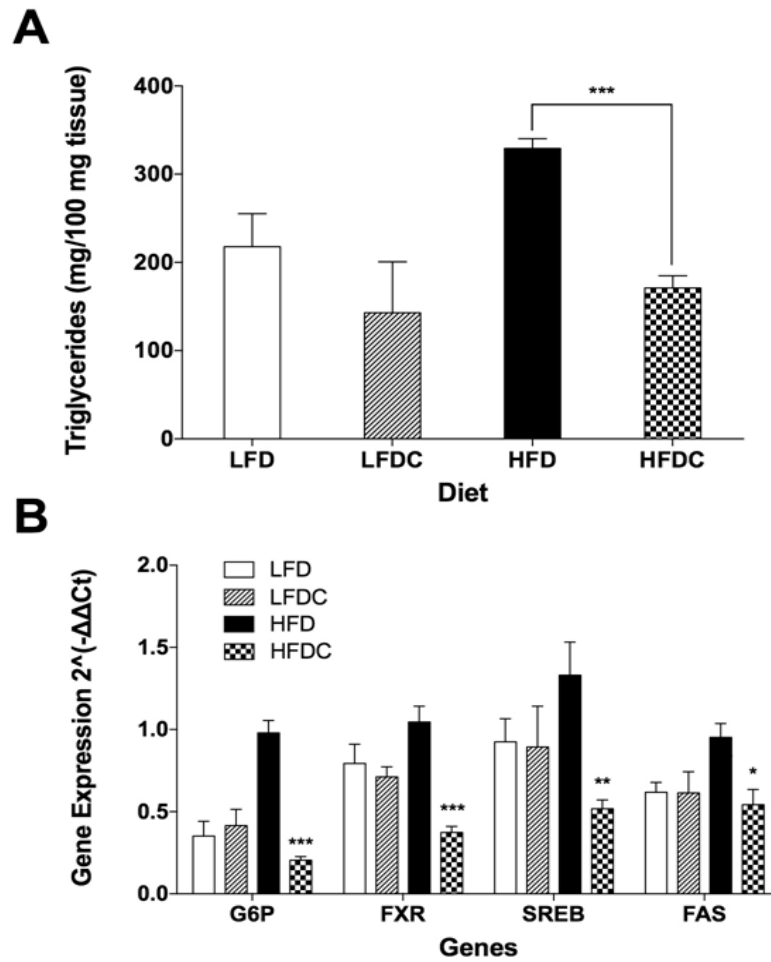 A
Triglycerides (mg/100 mg tissue)
400
300
200
100
0
***
LFD LFDC HFD HFDC
Diet
B
Gene Expression 2^(-ΔΔCt)
2.0
1.5
1.0
0.5
0.0
LFD
LFDC
HFD
HFDC
*** *** ** *
G6P FXR SREB FAS
Genes